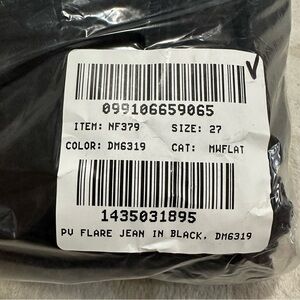 099106659065
ITEM: NF379 SIZE: 27
COLOR: DM6319 CAT: MWFLAT
1435031895
PV FLARE JEAN IN BLACK, DM6319